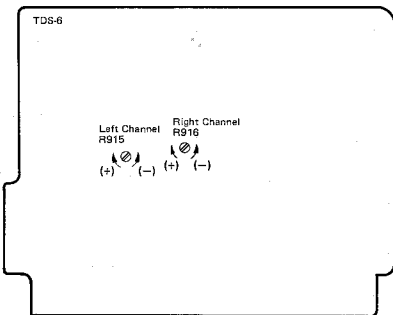 TDS-6
Left Channel
R915
(+) (−)
Right Channel
R916
(+) (−)